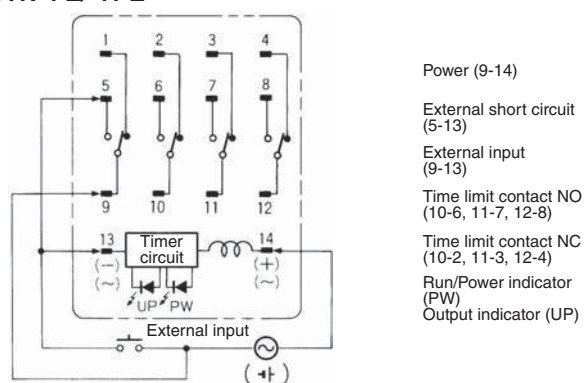 1 2 3 4
5 6 7 8
9 10 11 12
13 14
Timer
circuit
(−) (+)
(~) (~)
UP PW
External input
Power (9-14)
External short circuit
(5-13)
External input
(9-13)
Time limit contact NO
(10-6, 11-7, 12-8)
Time limit contact NC
(10-2, 11-3, 12-4)
Run/Power indicator
(PW)
Output indicator (UP)